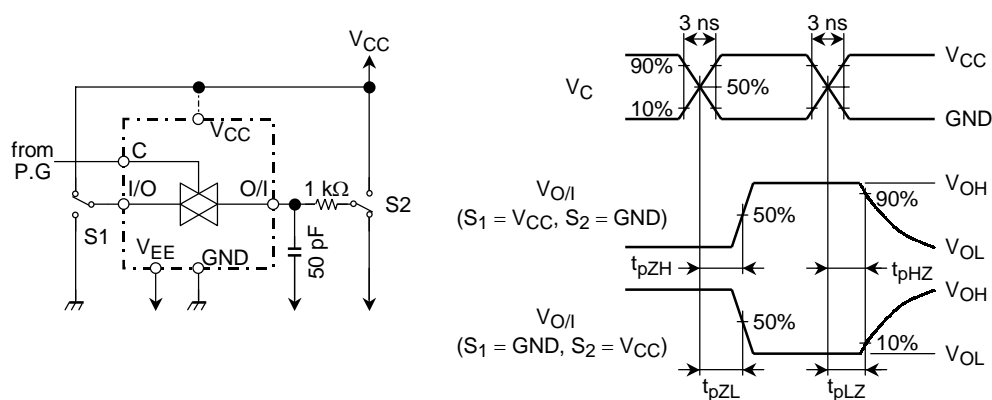 V_CC
V_CC
from
P.G
C
I/O
O/I
1 kΩ
S2
S1
V_EE
GND
50 pF
3 ns
3 ns
V_C
90%
10%
50%
V_CC
GND
V_O/I
(S_1 = V_CC, S_2 = GND)
50%
90%
V_OH
V_OL
t_pZH
t_pHZ
V_O/I
(S_1 = GND, S_2 = V_CC)
50%
10%
V_OH
V_OL
t_pZL
t_pLZ